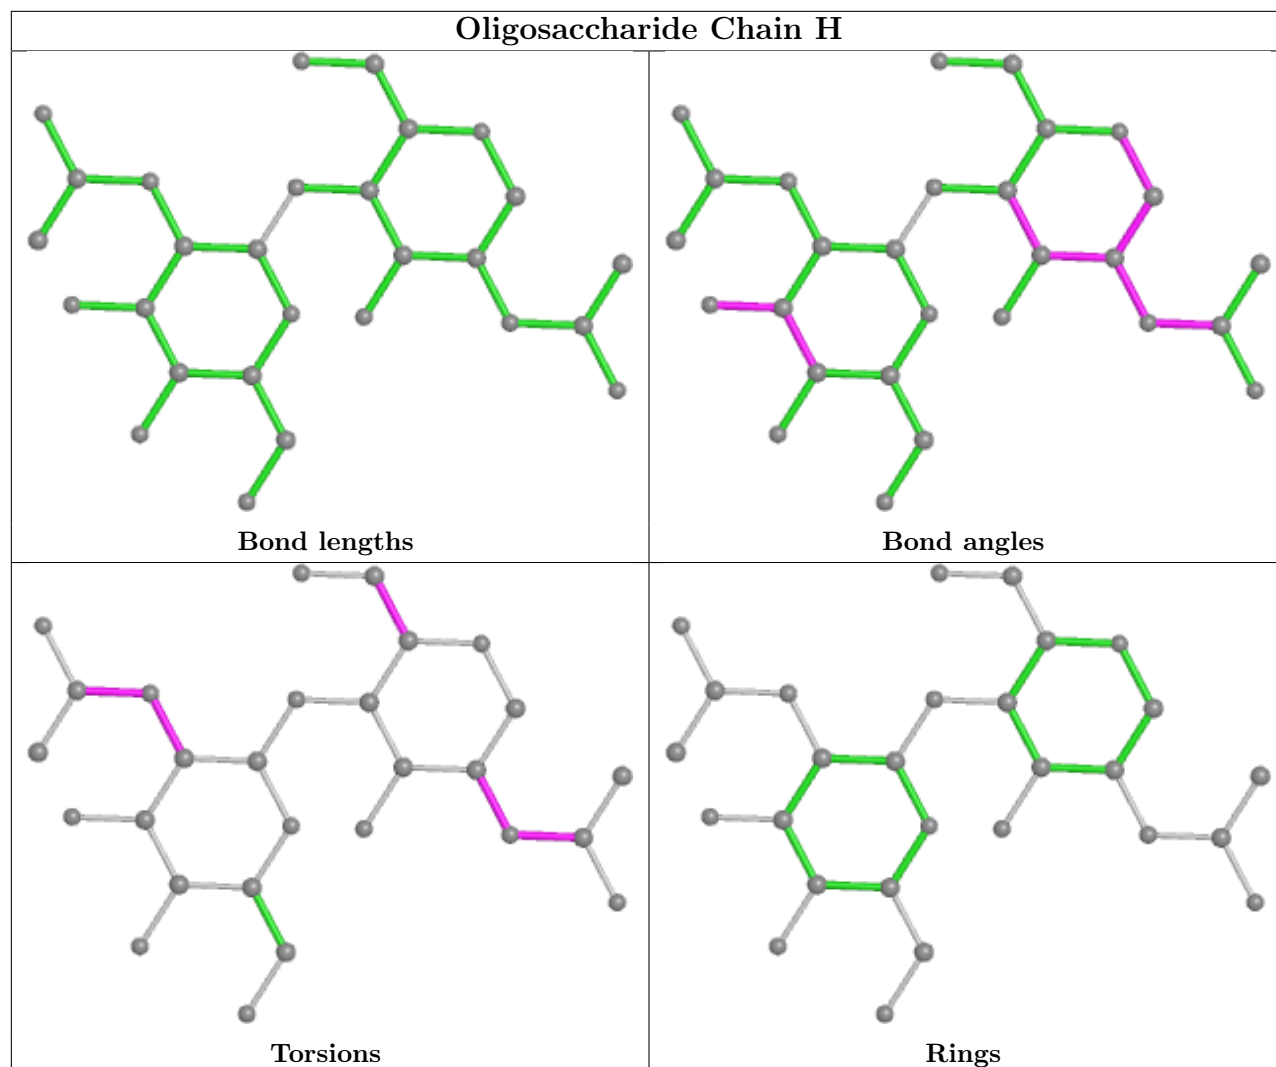 Oligosaccharide Chain H
Bond lengths
Bond angles
Torsions
Rings